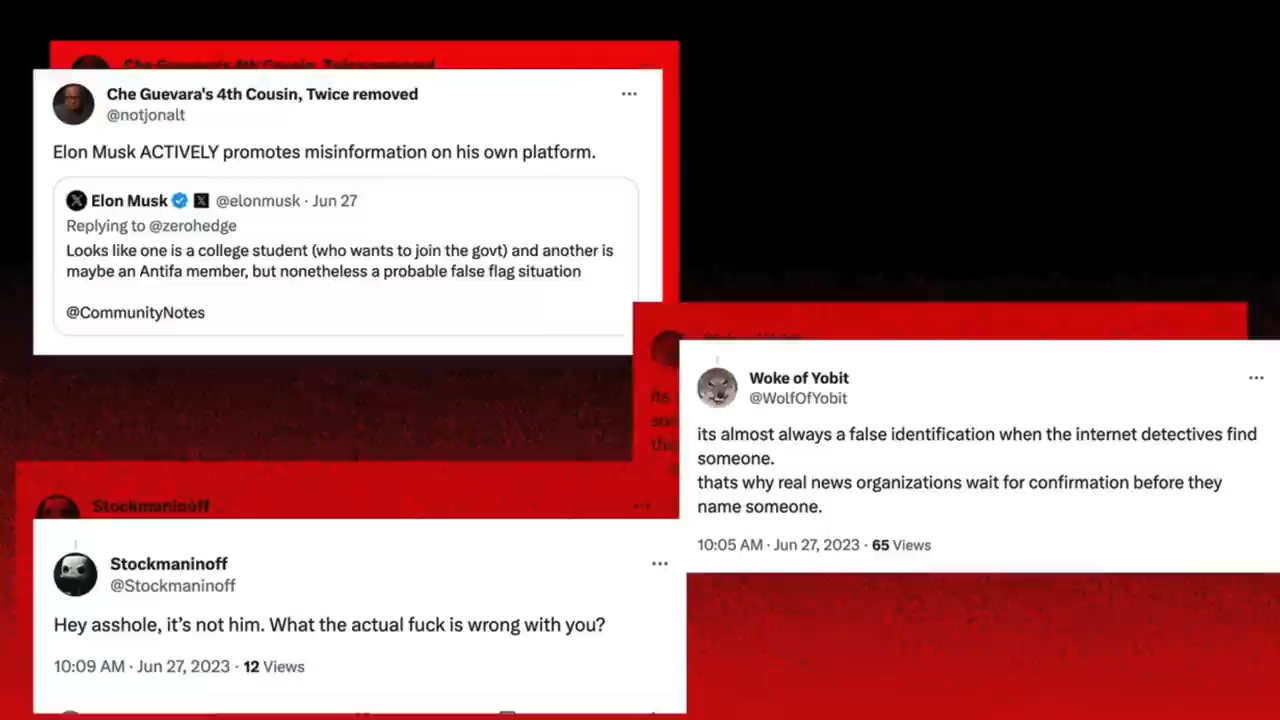 Che Guevara's 4th Cousin, Twice removed
Che Guevara's 4th Cousin, Twice removed
@notjonalt
Elon Musk ACTIVELY promotes misinformation on his own platform.
Elon Musk @elonmusk · Jun 27
Replying to @zerohedge
Looks like one is a college student (who wants to join the govt) and another is
maybe an Antifa member, but nonetheless a probable false flag situation
@CommunityNotes
its
Woke of Yobit
@WolfOfYobit
its almost always a false identification when the internet detectives find
someone.
thats why real news organizations wait for confirmation before they
name someone.
10:05 AM · Jun 27, 2023 · 65 Views
Stockmaninoff
Stockmaninoff
@Stockmaninoff
Hey asshole, it’s not him. What the actual fuck is wrong with you?
10:09 AM · Jun 27, 2023 · 12 Views